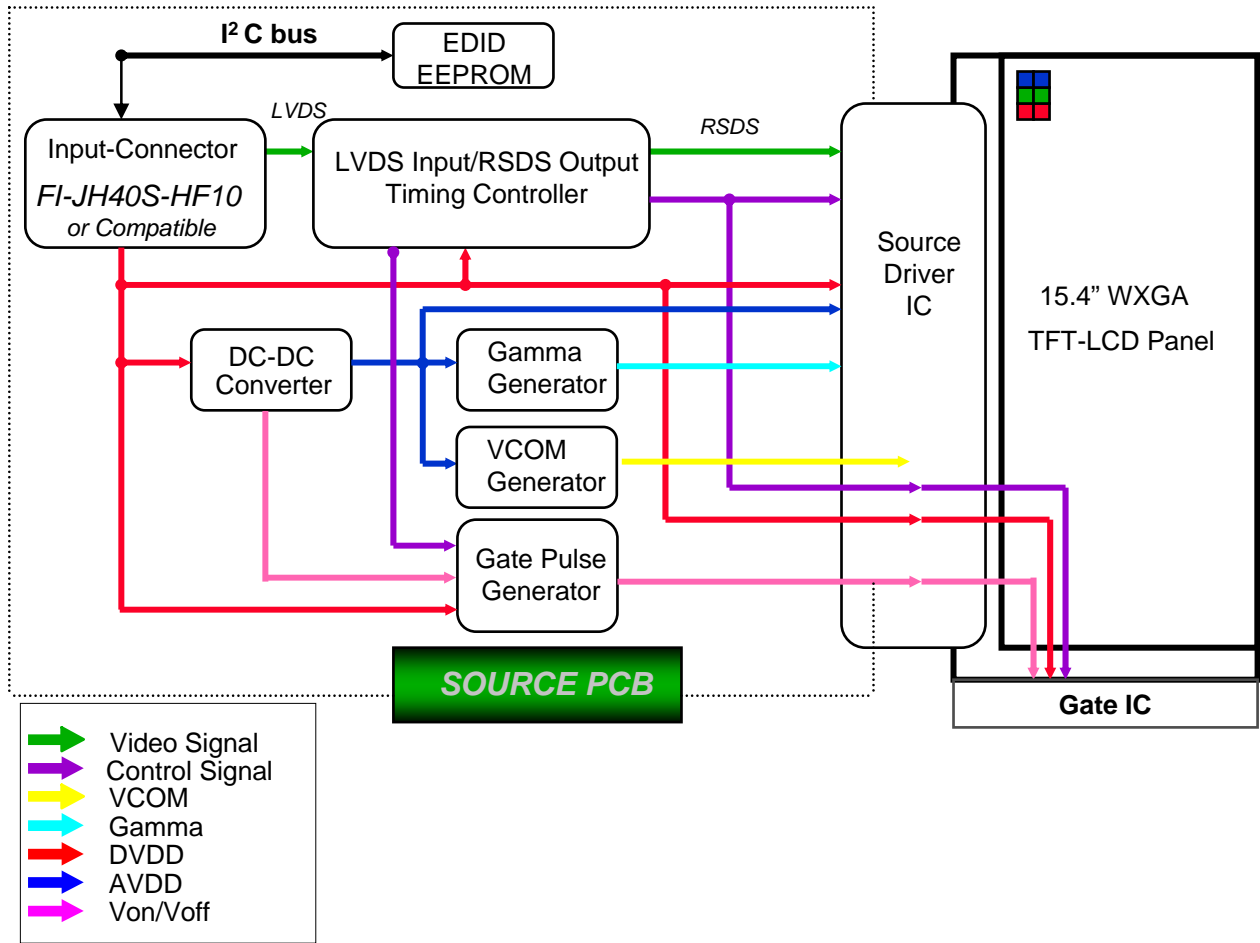 I² C bus
EDID
EEPROM
LVDS
RSDS
Input-Connector
FI-JH40S-HF10
or Compatible
LVDS Input/RSDS Output
Timing Controller
Source
Driver
IC
15.4” WXGA
TFT-LCD Panel
DC-DC
Converter
Gamma
Generator
VCOM
Generator
Gate Pulse
Generator
SOURCE PCB
Gate IC
Video Signal
Control Signal
VCOM
Gamma
DVDD
AVDD
Von/Voff